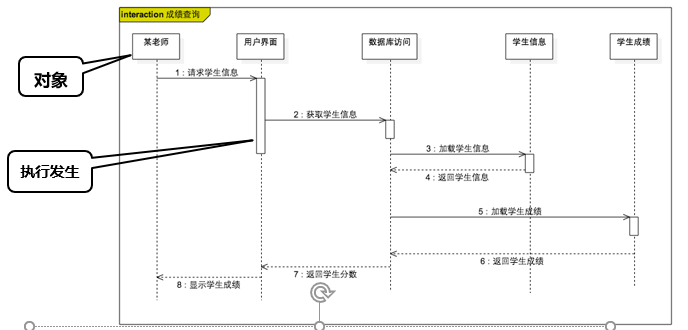 interaction 成绩查询
某老师
用户界面
数据库访问
学生信息
学生成绩
对象
1：请求学生信息
2：获取学生信息
执行发生
3：加载学生信息
4：返回学生信息
5：加载学生成绩
6：返回学生成绩
7：返回学生分数
8：显示学生成绩